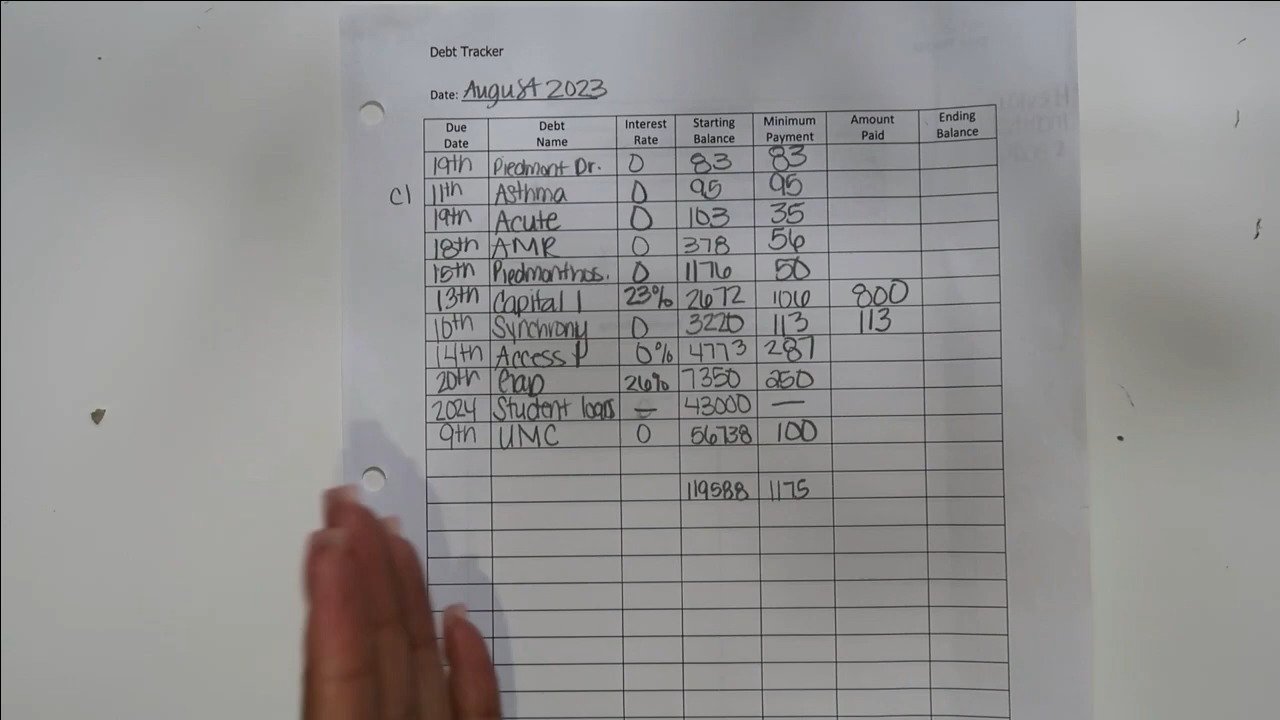 Debt Tracker
Date: August 2023
Due Date Debt Name Interest Rate Starting Balance Minimum Payment Amount Paid Ending Balance
19th Piedmont Dr. 0 83 83
C1 11th Asthma 0 95 95
19th Acute 0 103 35
18th AMR 0 378 56
15th Piedmont hos. 0 1176 50
13th Capital 1 23% 2672 106 800
10th Synchrony 0 3220 113 113
14th Access P 0% 4773 287
20th 26% 7350 250
2024 Student loans — 43000 —
9th UMC 0 56738 100
119588 1175